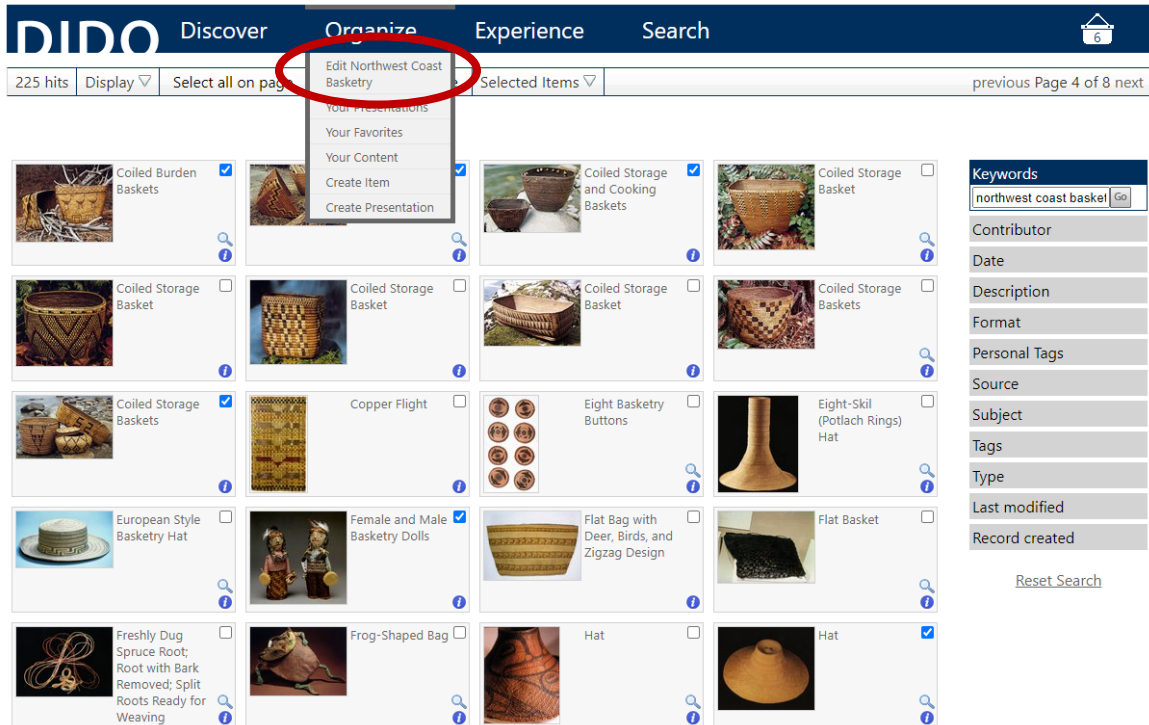 DIDO
Discover
Organize
Experience
Search
6
225 hits
Display ▽
Select all on page
Selected Items ▽
previous Page 4 of 8 next
Edit Northwest Coast
Basketry
Your Presentations
Your Favorites
Your Content
Create Item
Create Presentation
Coiled Burden
Baskets
Coiled Storage
and Cooking
Baskets
Coiled Storage
Basket
Coiled Storage
Basket
Coiled Storage
Basket
Coiled Storage
Basket
Coiled Storage
Baskets
Coiled Storage
Baskets
Copper Flight
Eight Basketry
Buttons
Eight-Skil
(Potlach Rings)
Hat
European Style
Basketry Hat
Female and Male
Basketry Dolls
Flat Bag with
Deer, Birds, and
Zigzag Design
Flat Basket
Freshly Dug
Spruce Root;
Root with Bark
Removed; Split
Roots Ready for
Weaving
Frog-Shaped Bag
Hat
Hat
Keywords
northwest coast basket
Go
Contributor
Date
Description
Format
Personal Tags
Source
Subject
Tags
Type
Last modified
Record created
Reset Search